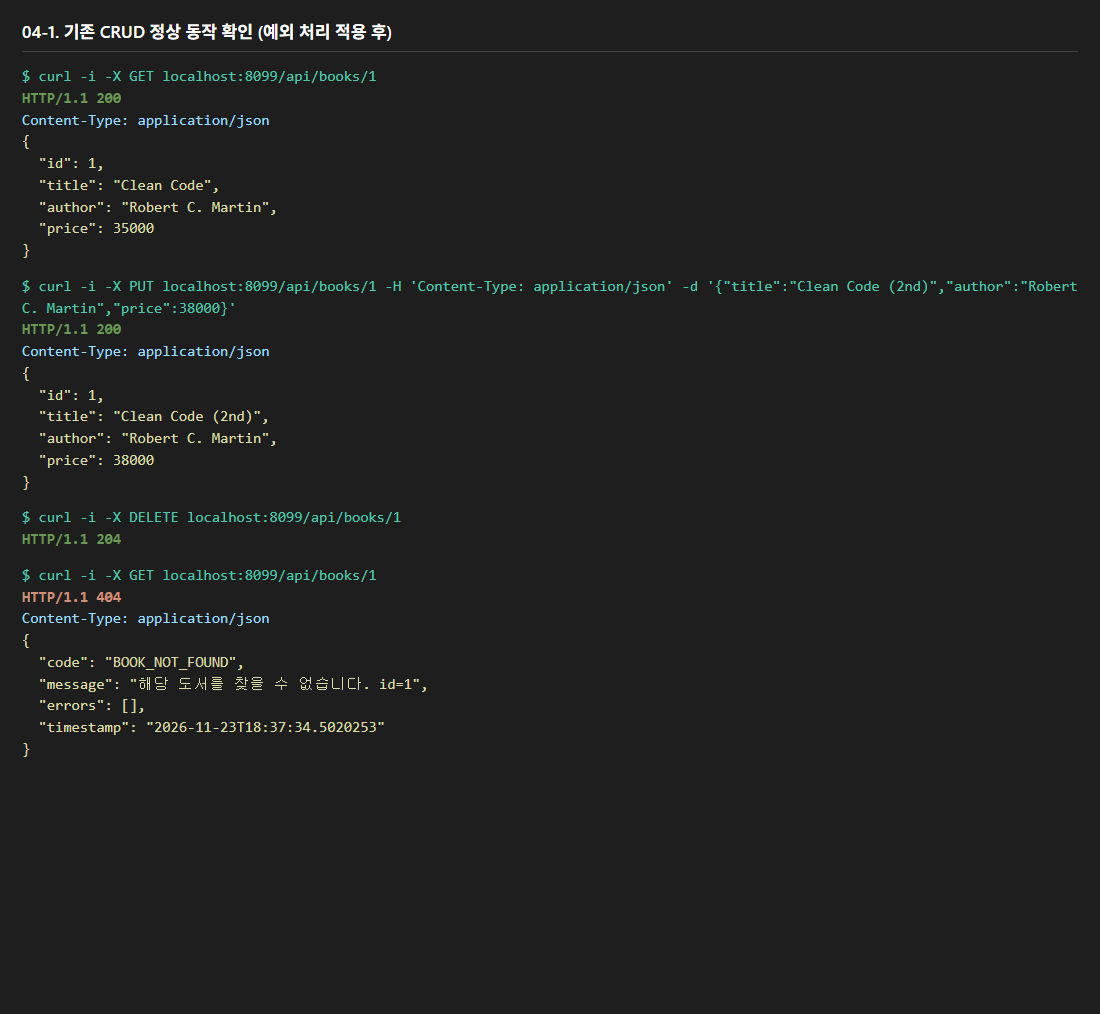 04-1. 기존 CRUD 정상 동작 확인 (예외 처리 적용 후)
$ curl -i -X GET localhost:8099/api/books/1
HTTP/1.1 200
Content-Type: application/json
{
  "id": 1,
  "title": "Clean Code",
  "author": "Robert C. Martin",
  "price": 35000
}
$ curl -i -X PUT localhost:8099/api/books/1 -H 'Content-Type: application/json' -d '{"title":"Clean Code (2nd)","author":"Robert
C. Martin","price":38000}'
HTTP/1.1 200
Content-Type: application/json
{
  "id": 1,
  "title": "Clean Code (2nd)",
  "author": "Robert C. Martin",
  "price": 38000
}
$ curl -i -X DELETE localhost:8099/api/books/1
HTTP/1.1 204
$ curl -i -X GET localhost:8099/api/books/1
HTTP/1.1 404
Content-Type: application/json
{
  "code": "BOOK_NOT_FOUND",
  "message": "해당 도서를 찾을 수 없습니다. id=1",
  "errors": [],
  "timestamp": "2026-11-23T18:37:34.5020253"
}